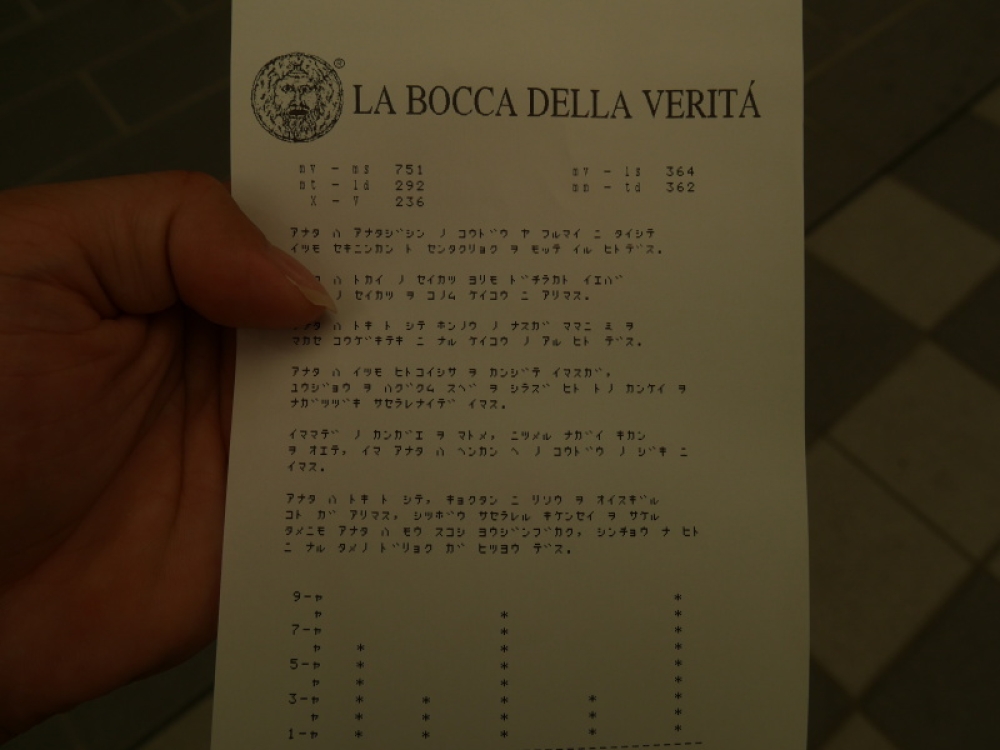 ®
LA BOCCA DELLA VERITÁ
mv - ms 751 mv - ls 364
mt - ld 292 mn - td 362
X - V 236
アナタ ハ アナタジシン ノ コウドウ ヤ フルマイ ニ タイシテ
イツモ セキニンカン ト センタクリョク ヲ モッテ イル ヒトデス.
ハ トカイ ノ セイカツ ヨリモ ドチラカト イエバ
ノ セイカツ ヲ コノム ケイコウ ニ アリマス.
ハ トキ ト シテ ホンノウ ノ ナスガ ママニ ミ ヲ
マカセ コウゲキテキ ニ ナル ケイコウ ノ アル ヒト デス.
アナタ ハ イツモ ヒトコイシサ ヲ カンジテ イマスガ,
ユウジョウ ヲ ハグクム スベ ヲ シラズ ヒト トノ カンケイ ヲ
ナガツヅキ サセラレナイデ イマス.
イママデ ノ カンガエ ヲ マトメ, ニツメル ナガイ キカン
ヲ オエテ, イマ アナタ ハ ヘンカン ヘ ノ コウドウ ノ ジキ ニ
イマス.
アナタ ハ トキ ト シテ, キョクタン ニ リソウ ヲ オイスギル
コト ガ アリマス, シツボウ サセラレル キケンセイ ヲ サケル
タメニモ アナタ ハ モウ スコシ ヨウジンブカク, シンチョウ ナ ヒト
ニ ナル タメノ ドリョク ガ ヒツヨウ デス.
9-
7-
5-
3-
1-